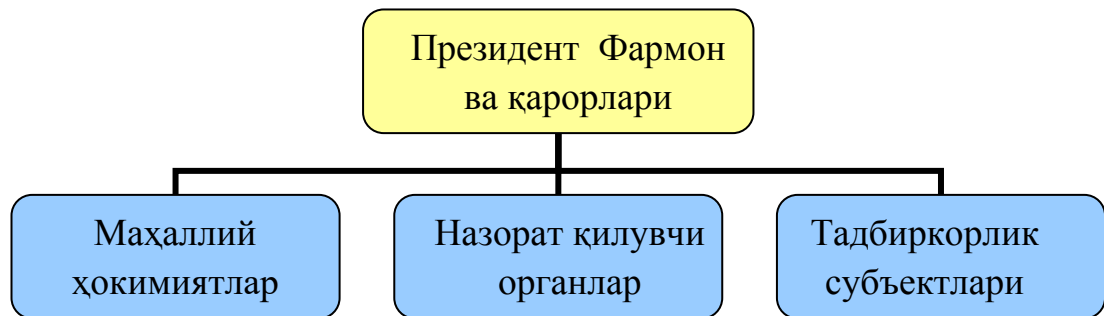 Президент Фармон
ва қарорлари
Маҳаллий
ҳокимиятлар
Назорат қилувчи
органлар
Тадбиркорлик
субъектлари